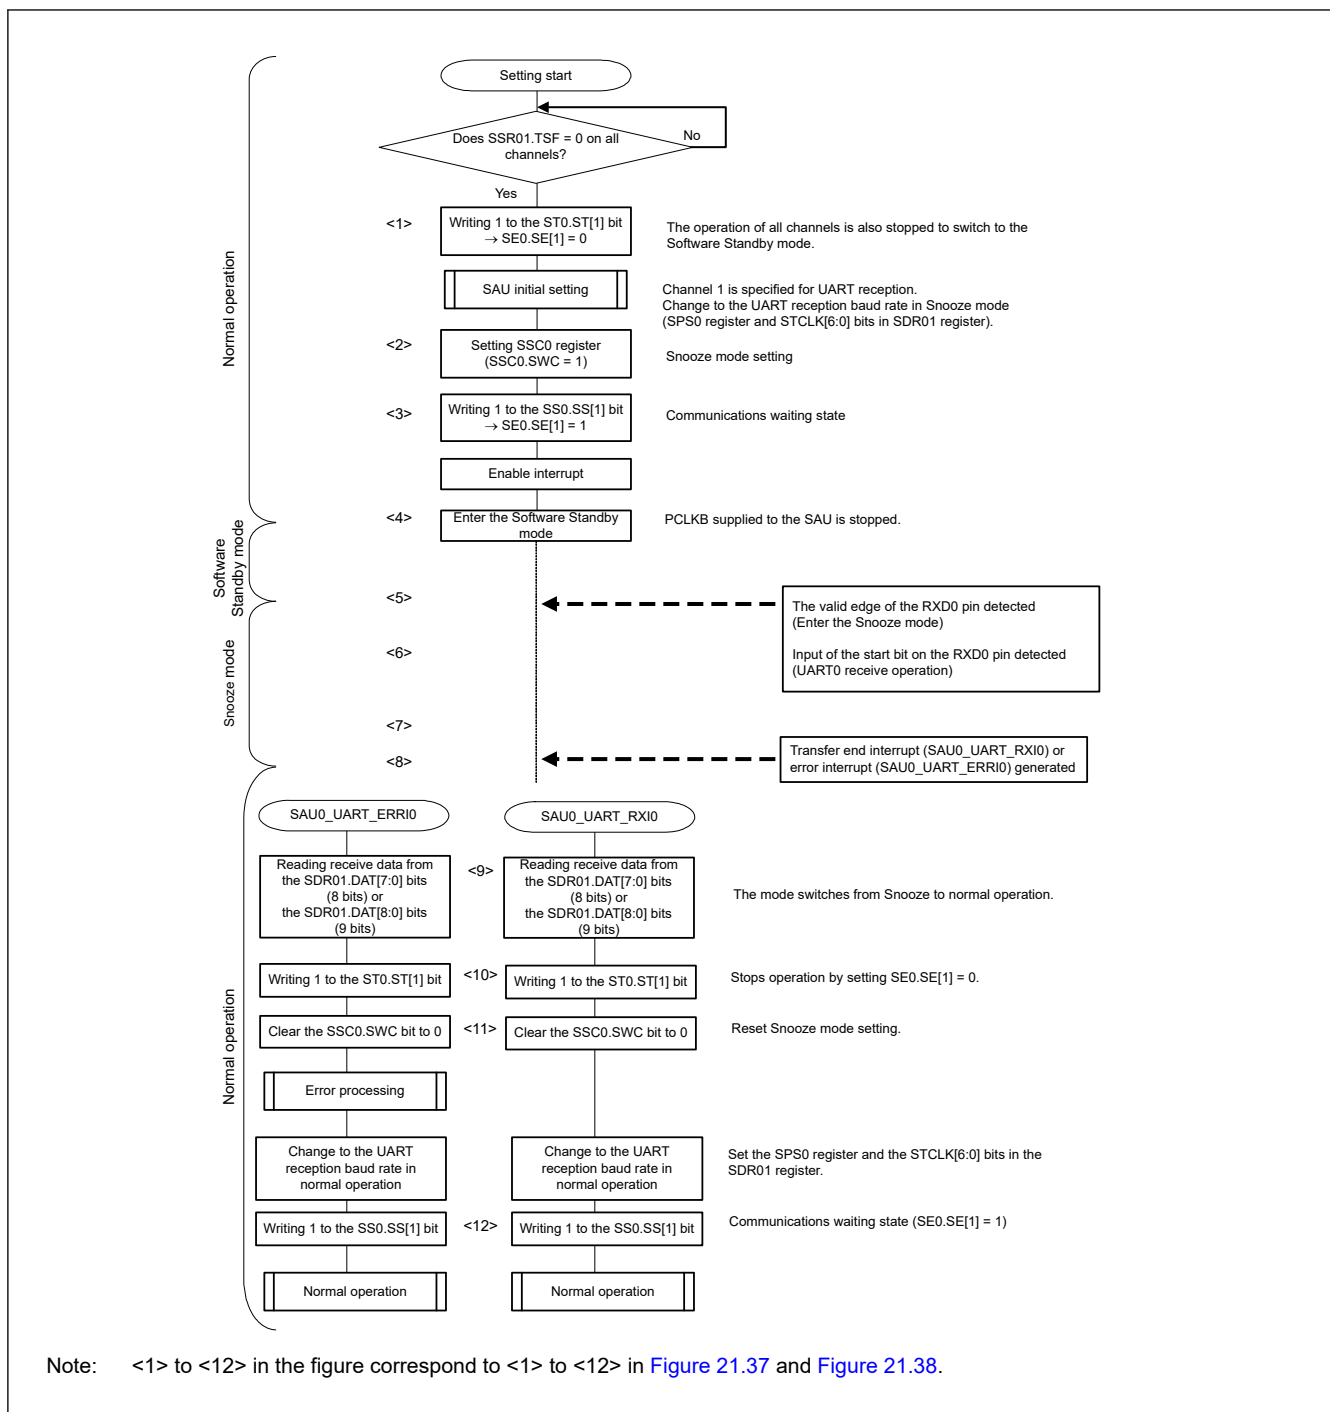 Setting start
Does SSR01.TSF = 0 on all
channels?
No
Yes
Normal operation
<1>
Writing 1 to the ST0.ST[1] bit
→ SE0.SE[1] = 0
The operation of all channels is also stopped to switch to the
Software Standby mode.
SAU initial setting
Channel 1 is specified for UART reception.
Change to the UART reception baud rate in Snooze mode
(SPS0 register and STCLK[6:0] bits in SDR01 register).
<2>
Setting SSC0 register
(SSC0.SWC = 1)
Snooze mode setting
<3>
Writing 1 to the SS0.SS[1] bit
→ SE0.SE[1] = 1
Communications waiting state
Enable interrupt
<4>
Enter the Software Standby
mode
PCLKB supplied to the SAU is stopped.
Software
Standby mode
<5>
The valid edge of the RXD0 pin detected
(Enter the Snooze mode)
Snooze mode
<6>
Input of the start bit on the RXD0 pin detected
(UART0 receive operation)
<7>
<8>
Transfer end interrupt (SAU0_UART_RXI0) or
error interrupt (SAU0_UART_ERRI0) generated
SAU0_UART_ERRI0
SAU0_UART_RXI0
Normal operation
Reading receive data from
the SDR01.DAT[7:0] bits
(8 bits) or
the SDR01.DAT[8:0] bits
(9 bits)
<9>
Reading receive data from
the SDR01.DAT[7:0] bits
(8 bits) or
the SDR01.DAT[8:0] bits
(9 bits)
The mode switches from Snooze to normal operation.
Writing 1 to the ST0.ST[1] bit
<10>
Writing 1 to the ST0.ST[1] bit
Stops operation by setting SE0.SE[1] = 0.
Clear the SSC0.SWC bit to 0
<11>
Clear the SSC0.SWC bit to 0
Reset Snooze mode setting.
Error processing
Change to the UART
reception baud rate in
normal operation
Change to the UART
reception baud rate in
normal operation
Set the SPS0 register and the STCLK[6:0] bits in the
SDR01 register.
Writing 1 to the SS0.SS[1] bit
<12>
Writing 1 to the SS0.SS[1] bit
Communications waiting state (SE0.SE[1] = 1)
Normal operation
Normal operation
Note: <1> to <12> in the figure correspond to <1> to <12> in Figure 21.37 and Figure 21.38.